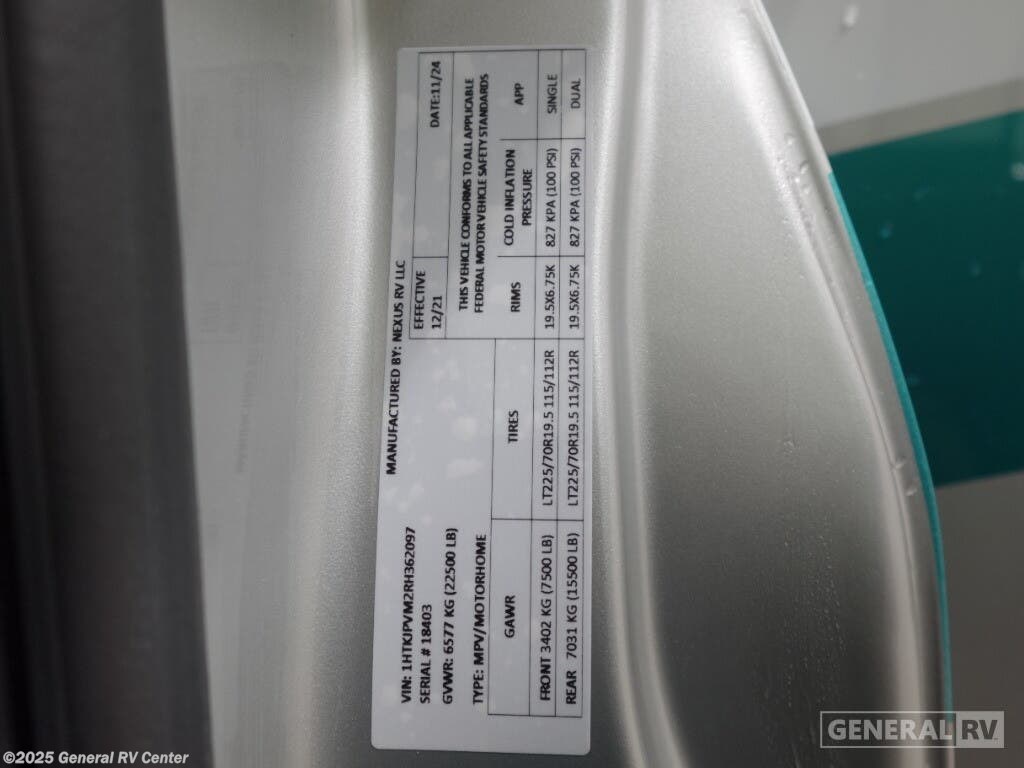 MANUFACTURED BY: NEXUS RV LLC
VIN: 1HTKJPVM2RH362097
SERIAL # 18403
GVWR: 6577 KG (22500 LB)
TYPE: MPV/MOTORHOME
EFFECTIVE
12/21
DATE:11/24
THIS VEHICLE CONFORMS TO ALL APPLICABLE
FEDERAL MOTOR VEHICLE SAFETY STANDARDS
GAWR TIRES RIMS COLD INFLATION PRESSURE APP
FRONT 3402 KG (7500 LB) LT225/70R19.5 115/112R 19.5X6.75K 827 KPA (100 PSI) SINGLE
REAR 7031 KG (15500 LB) LT225/70R19.5 115/112R 19.5X6.75K 827 KPA (100 PSI) DUAL
GENERAL RV
©2025 General RV Center